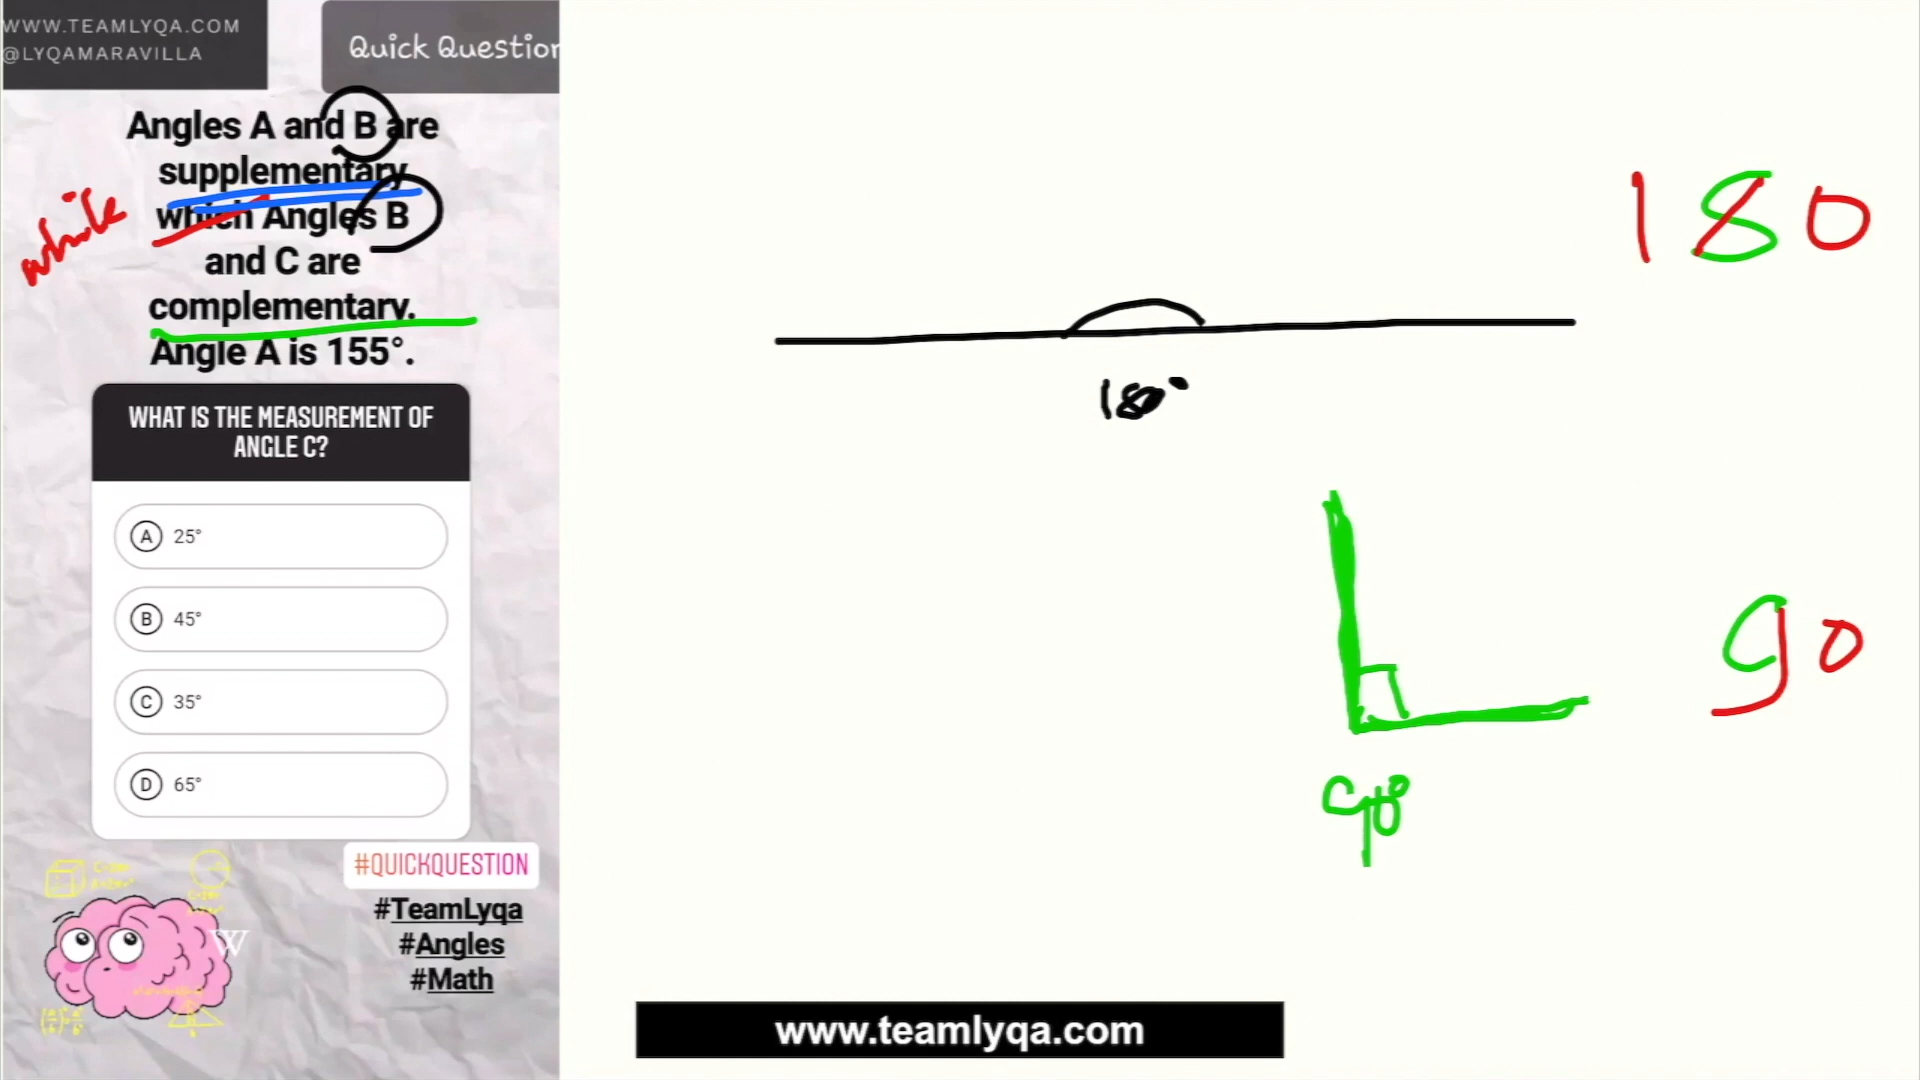 WWW.TEAMLYQA.COM
@LYQAMARAVILLA
Quick Question
Angles A and B are
supplementary
which Angles B
and C are
complementary.
Angle A is 155°.
while
WHAT IS THE MEASUREMENT OF
ANGLE C?
A 25°
B 45°
C 35°
D 65°
#QUICKQUESTION
#TeamLyqa
#Angles
#Math
W
180
180°
90
90°
www.teamlyqa.com